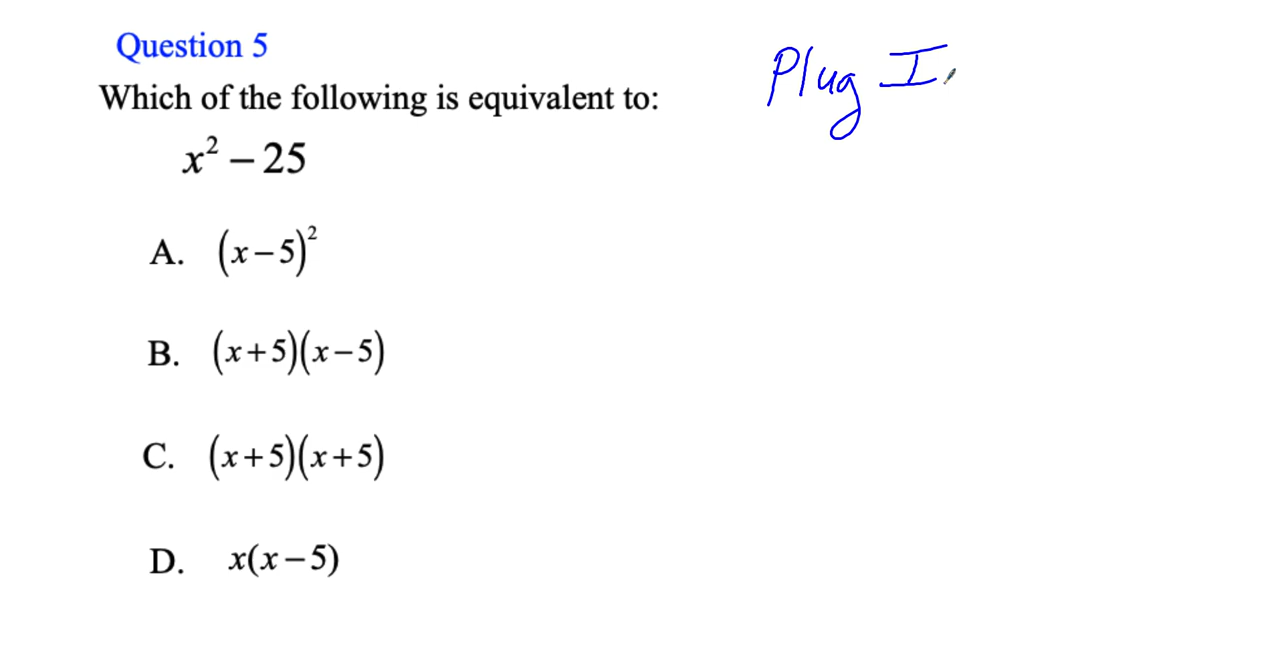 Question 5
Plug I
Which of the following is equivalent to:
x² − 25
A. (x−5)²
B. (x+5)(x−5)
C. (x+5)(x+5)
D. x(x−5)